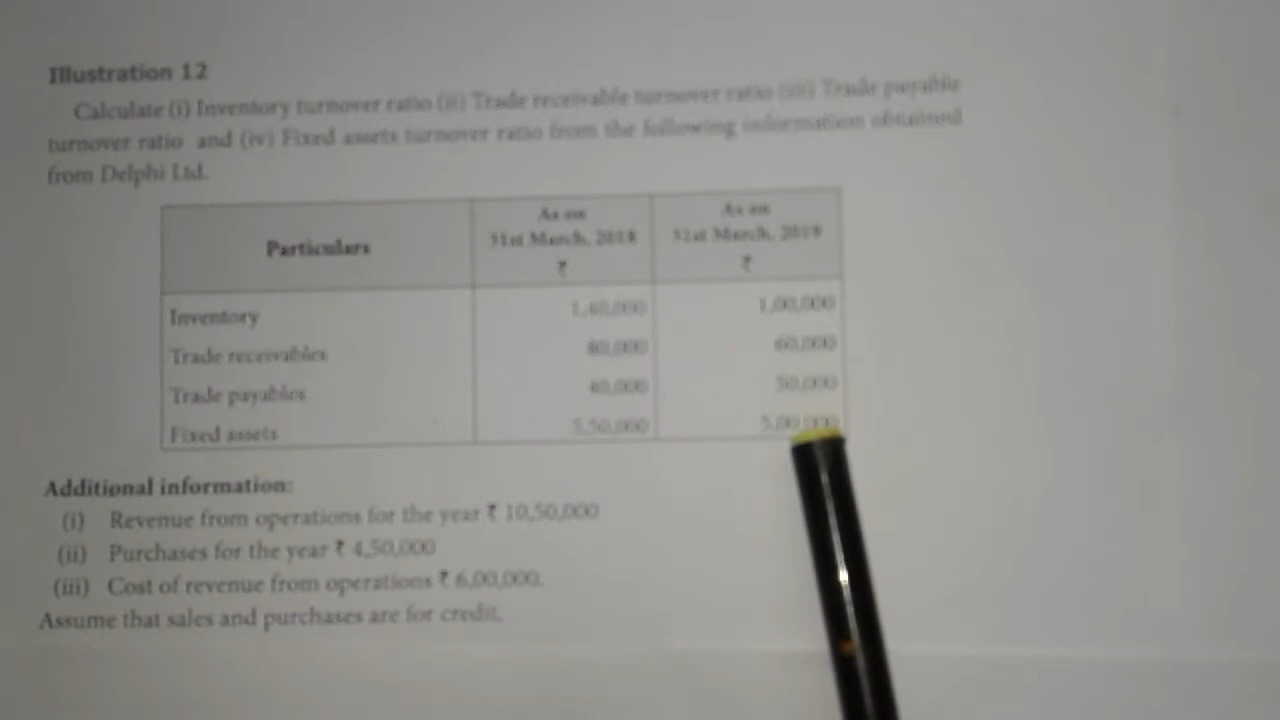 Illustration 12
Calculate (i) Inventory turnover ratio (ii) Trade receivable turnover ratio (iii) Trade payable
turnover ratio and (iv) Fixed assets turnover ratio from the following information obtained
from Delphi Ltd.
Particulars As on 31st March, 2018 ₹ As on 31st March, 2019 ₹
Inventory 1,40,000 1,00,000
Trade receivables 80,000 60,000
Trade payables 40,000 50,000
Fixed assets 5,50,000 5,00,000
Additional information:
(i) Revenue from operations for the year ₹ 10,50,000
(ii) Purchases for the year ₹ 4,50,000
(iii) Cost of revenue from operations ₹ 6,00,000.
Assume that sales and purchases are for credit.